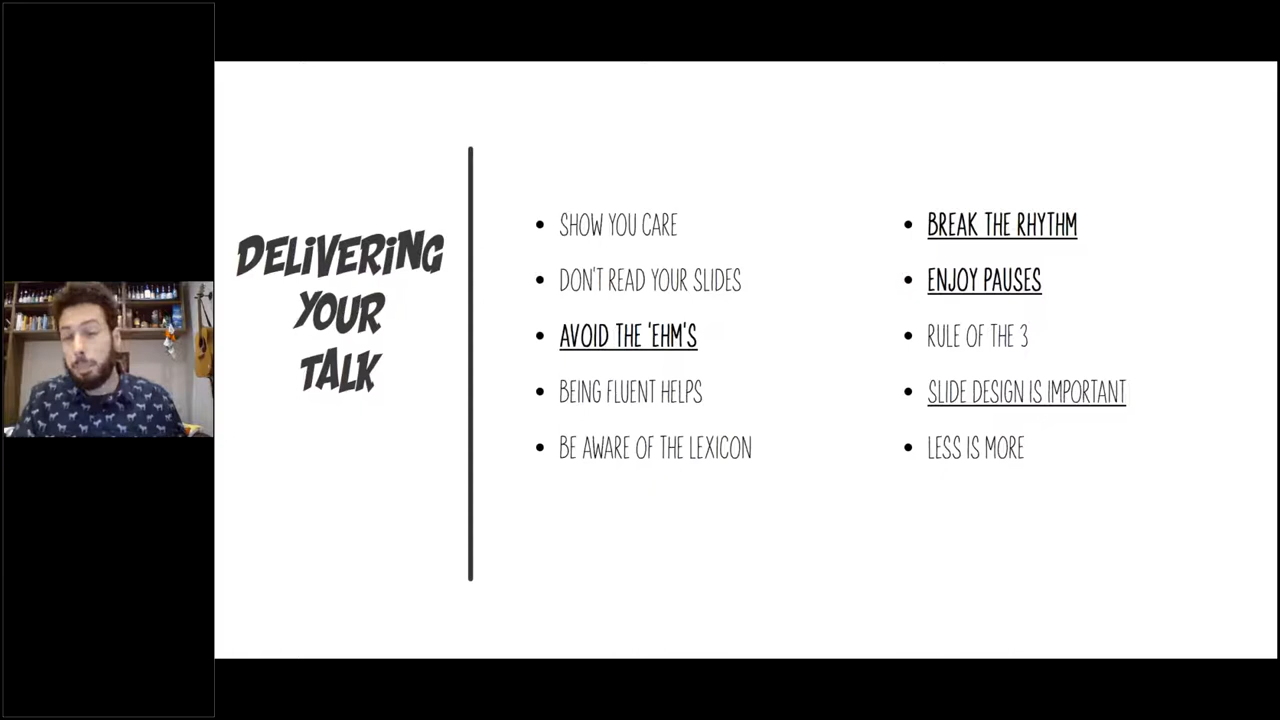 DELIVERING
YOUR
TALK
• SHOW YOU CARE
• DON'T READ YOUR SLIDES
• AVOID THE 'EHM'S
• BEING FLUENT HELPS
• BE AWARE OF THE LEXICON
• BREAK THE RHYTHM
• ENJOY PAUSES
• RULE OF THE 3
• SLIDE DESIGN IS IMPORTANT
• LESS IS MORE